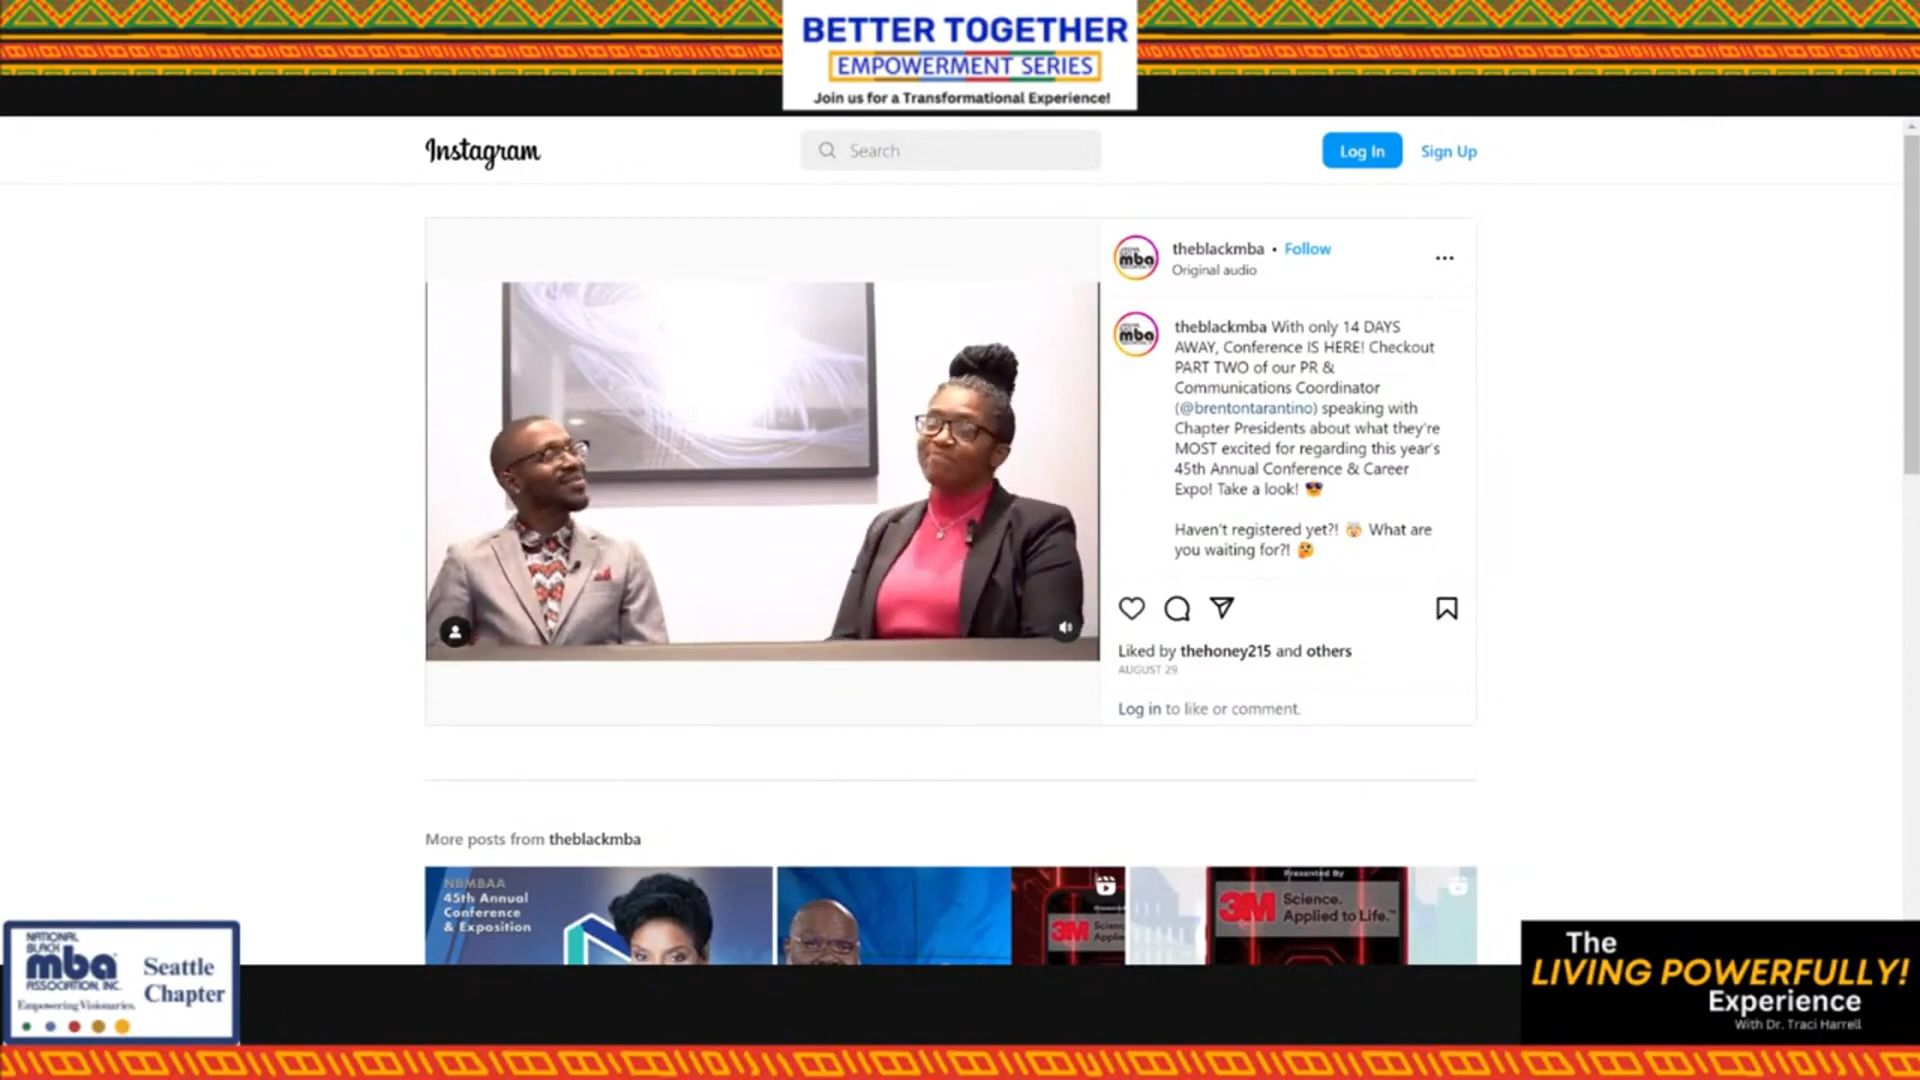 BETTER TOGETHER
EMPOWERMENT SERIES
Join us for a Transformational Experience!
Instagram
Search
Log In
Sign Up
theblackmba • Follow
Original audio
theblackmba With only 14 DAYS
AWAY, Conference IS HERE! Checkout
PART TWO of our PR &
Communications Coordinator
(@brentontarantino) speaking with
Chapter Presidents about what they're
MOST excited for regarding this year's
45th Annual Conference & Career
Expo! Take a look! 😎
Haven't registered yet?! 🤯 What are
you waiting for?! 🤔
Liked by thehoney215 and others
AUGUST 29
Log in to like or comment.
More posts from theblackmba
NBMBAA
45th Annual
Conference
& Exposition
3M Scienc
Applie
Presented By
3M Science.
Applied to Life.™
NATIONAL
BLACK
mba
ASSOCIATION, INC.
Empowering Visionaries.
Seattle
Chapter
The
LIVING POWERFULLY!
Experience
With Dr. Traci Harrell